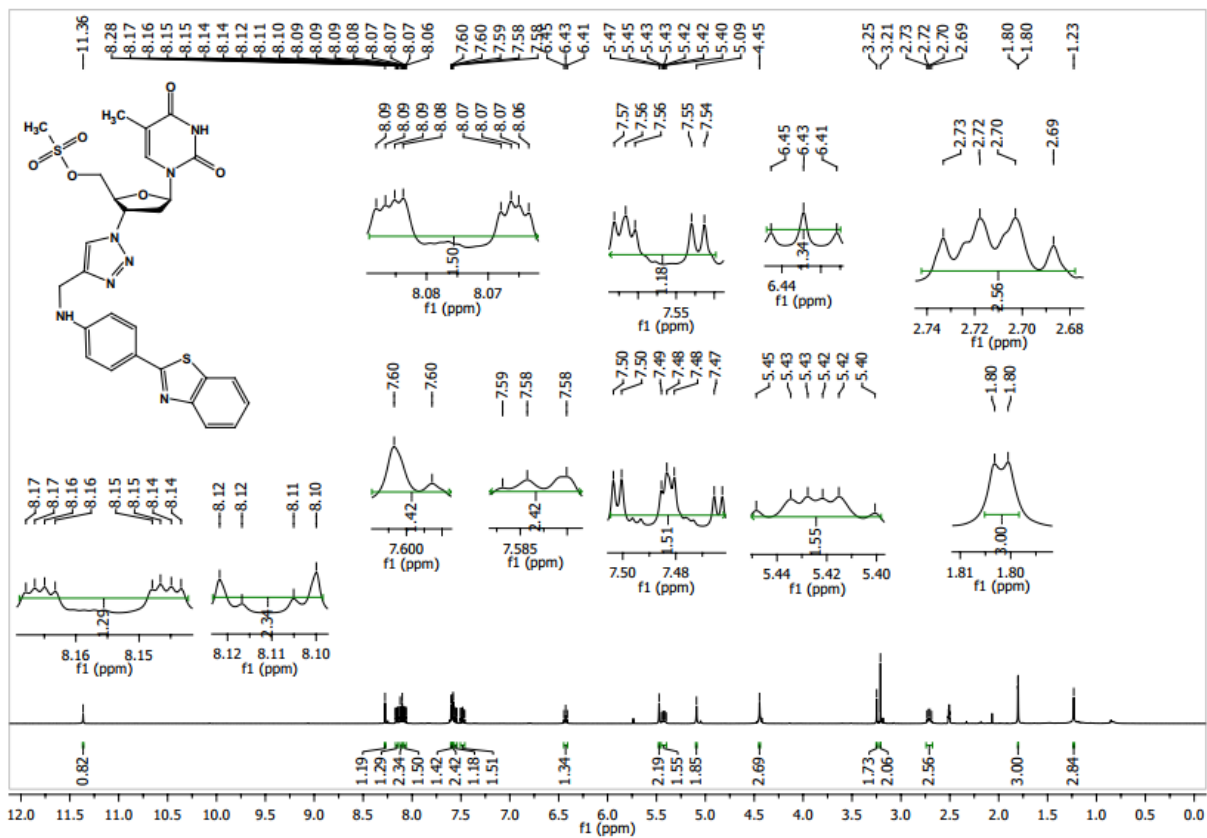 11.36 8.28 8.17 8.16 8.15 8.15 8.14 8.14 8.12 8.11 8.10 8.09 8.09 8.09 8.08 8.07 8.07 8.07 8.06 7.60 7.60 7.59 7.58 7.58 6.45 6.43 6.41 5.47 5.45 5.43 5.43 5.42 5.42 5.40 5.09 4.45 3.25 3.21 2.73 2.72 2.70 2.69 1.80 1.80 1.23
H₃C O O S O
H₃C O NH N O
O
N N N
NH
S
N
8.09 8.09 8.09 8.08 8.07 8.07 8.07 8.06
1.50
8.08 8.07
f1 (ppm)
7.57 7.56 7.56 7.55 7.54
1.18
7.55
f1 (ppm)
6.45 6.43 6.41
1.34
6.44
f1 (ppm)
2.73 2.72 2.70 2.69
2.56
2.74 2.72 2.70 2.68
f1 (ppm)
7.60 7.60
1.42
7.600
f1 (ppm)
7.59 7.58 7.58
2.42
7.585
f1 (ppm)
7.50 7.50 7.49 7.48 7.48 7.47
1.51
7.50 7.48
f1 (ppm)
5.45 5.43 5.43 5.42 5.42 5.40
1.55
5.44 5.42 5.40
f1 (ppm)
1.80 1.80
3.00
1.81 1.80
f1 (ppm)
8.17 8.17 8.16 8.16 8.15 8.15 8.14 8.14
1.29
8.16 8.15
f1 (ppm)
8.12 8.12 8.11 8.10
2.34
8.12 8.11 8.10
f1 (ppm)
0.82 1.19 1.29 2.34 1.50 1.42 2.42 1.18 1.51 1.34 2.19 1.55 1.85 2.69 1.73 2.06 2.56 3.00 2.84
12.0 11.5 11.0 10.5 10.0 9.5 9.0 8.5 8.0 7.5 7.0 6.5 6.0 5.5 5.0 4.5 4.0 3.5 3.0 2.5 2.0 1.5 1.0 0.5 0.0
f1 (ppm)